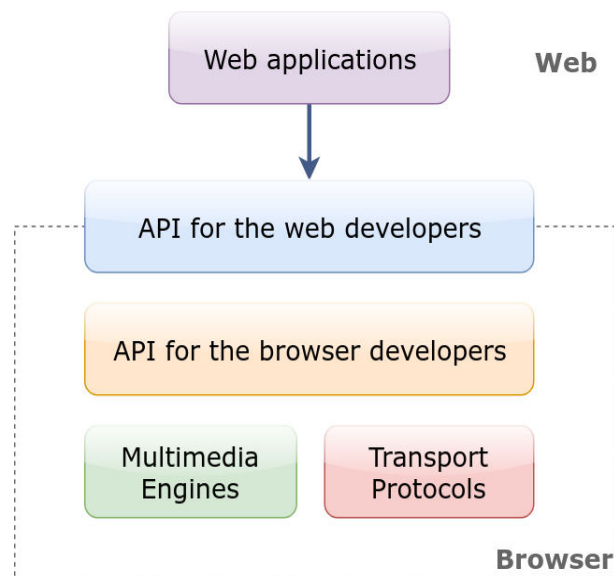 Web applications
Web
API for the web developers
API for the browser developers
Multimedia
Engines
Transport
Protocols
Browser